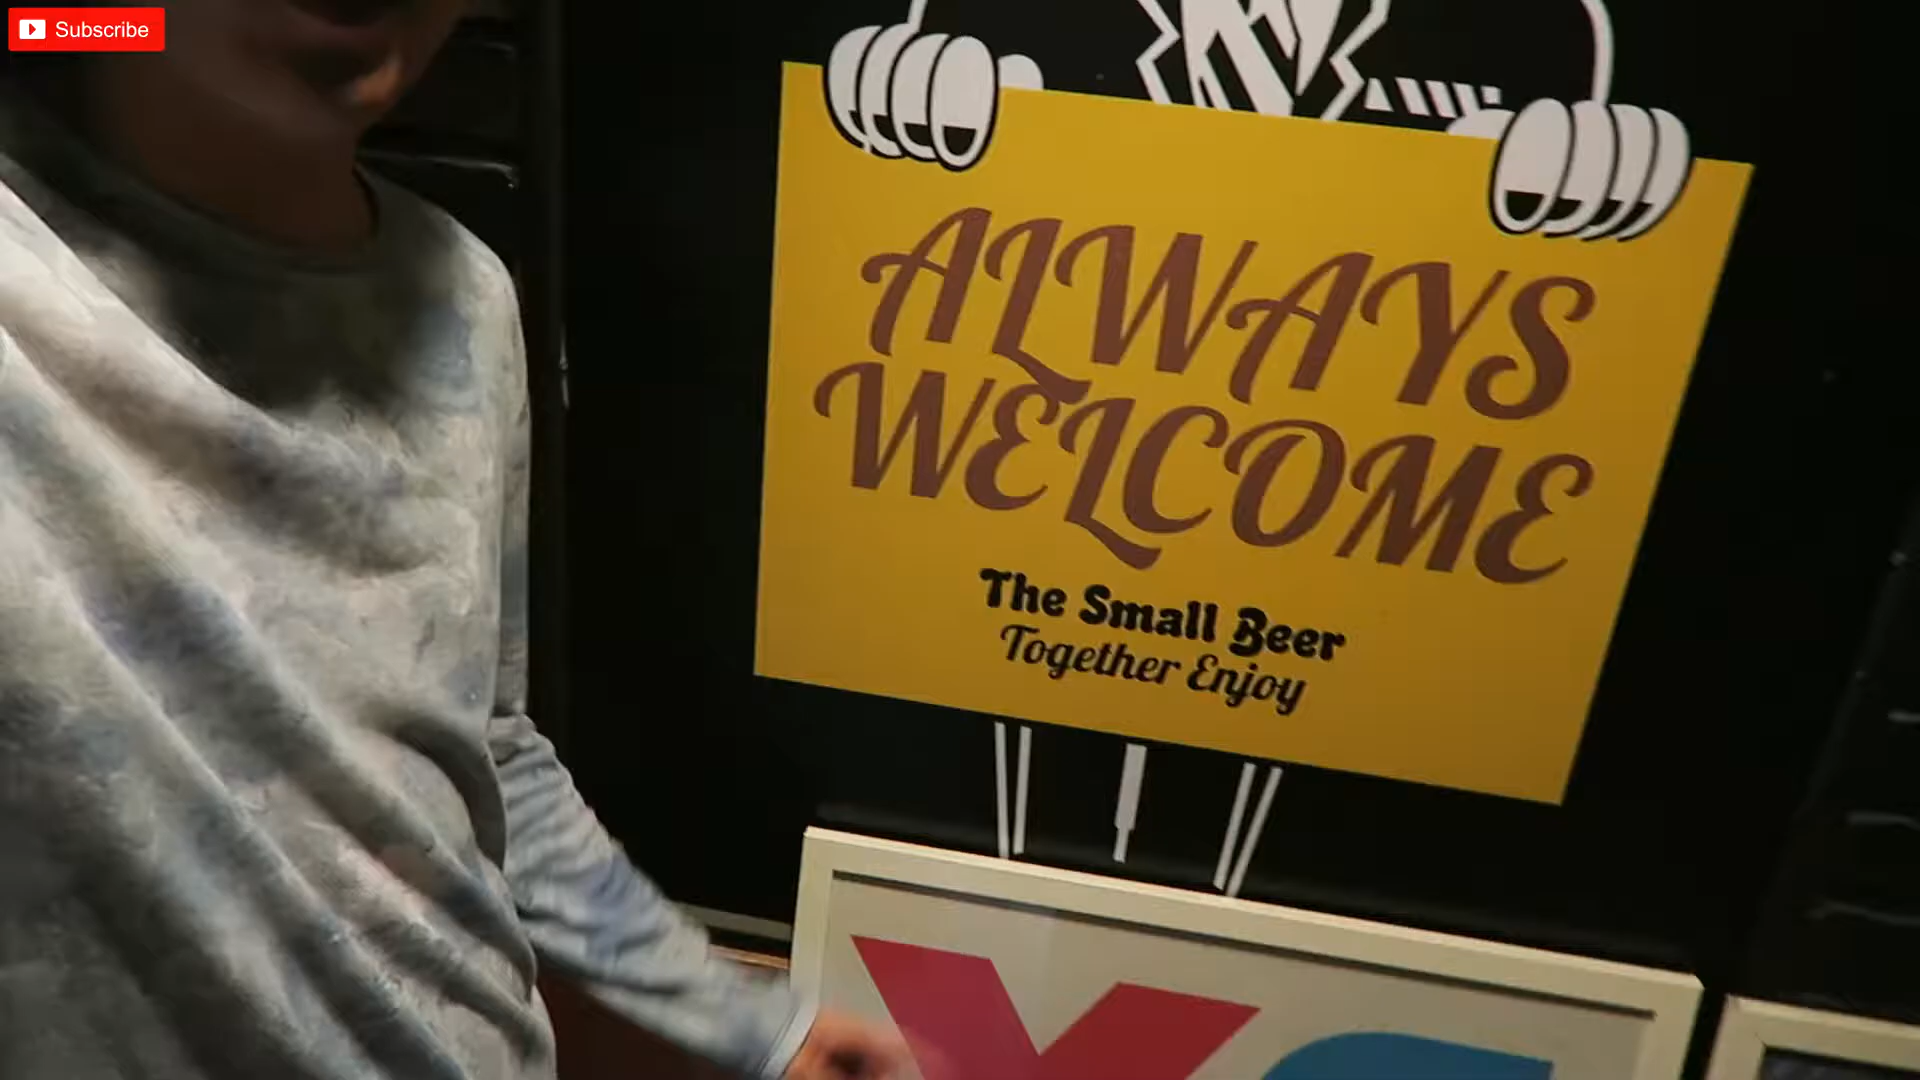 Subscribe
ALWAYS
WELCOME
The Small Beer
Together Enjoy